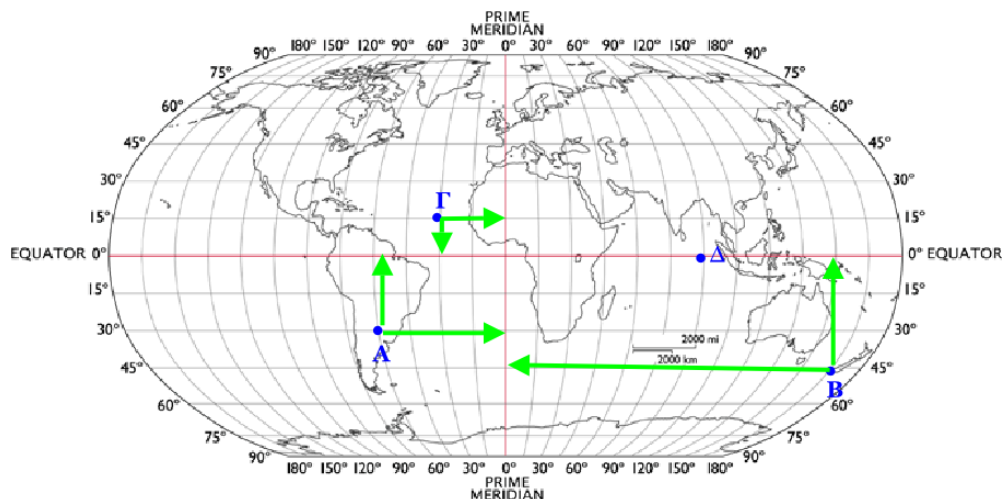 PRIME
MERIDIAN
180° 150° 120° 90° 60° 30° 0° 30° 60° 90° 120° 150° 180°
90° 90°
75° 75°
60° 60°
45° 45°
30° 30°
Γ
15° 15°
EQUATOR 0° Δ 0° EQUATOR
15° 15°
30° 30°
2000 mi
A
2000 km
45° 45°
B
60° 60°
75° 75°
90° 90°
180° 150° 120° 90° 60° 30° 0° 30° 60° 90° 120° 150° 180°
PRIME
MERIDIAN